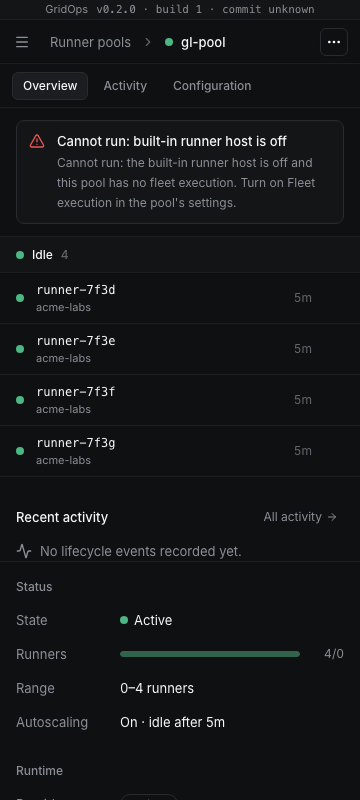 GridOps v0.2.0 · build 1 · commit unknown
Runner pools > gl-pool
Overview Activity Configuration
Cannot run: built-in runner host is off
Cannot run: the built-in runner host is off and
this pool has no fleet execution. Turn on Fleet
execution in the pool's settings.
Idle 4
runner-7f3d
acme-labs
5m
runner-7f3e
acme-labs
5m
runner-7f3f
acme-labs
5m
runner-7f3g
acme-labs
5m
Recent activity
All activity →
No lifecycle events recorded yet.
Status
State Active
Runners 4/0
Range 0–4 runners
Autoscaling On · idle after 5m
Runtime